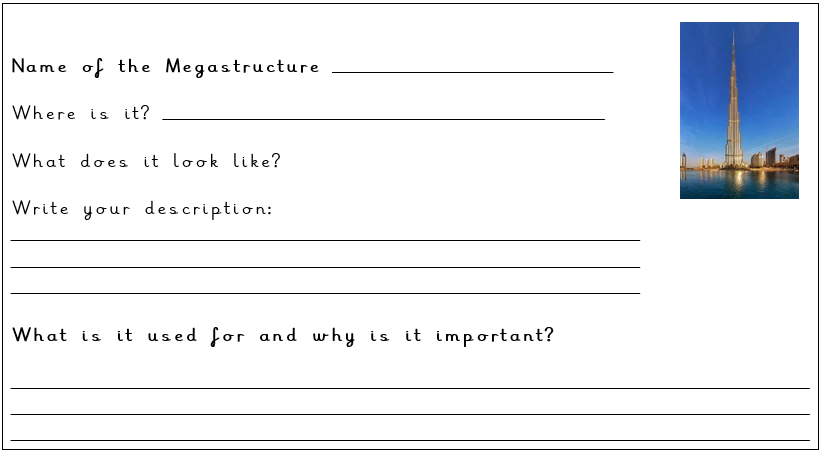 Name of the Megastructure
Where is it?
What does it look like?
Write your description:
What is it used for and why is it important?